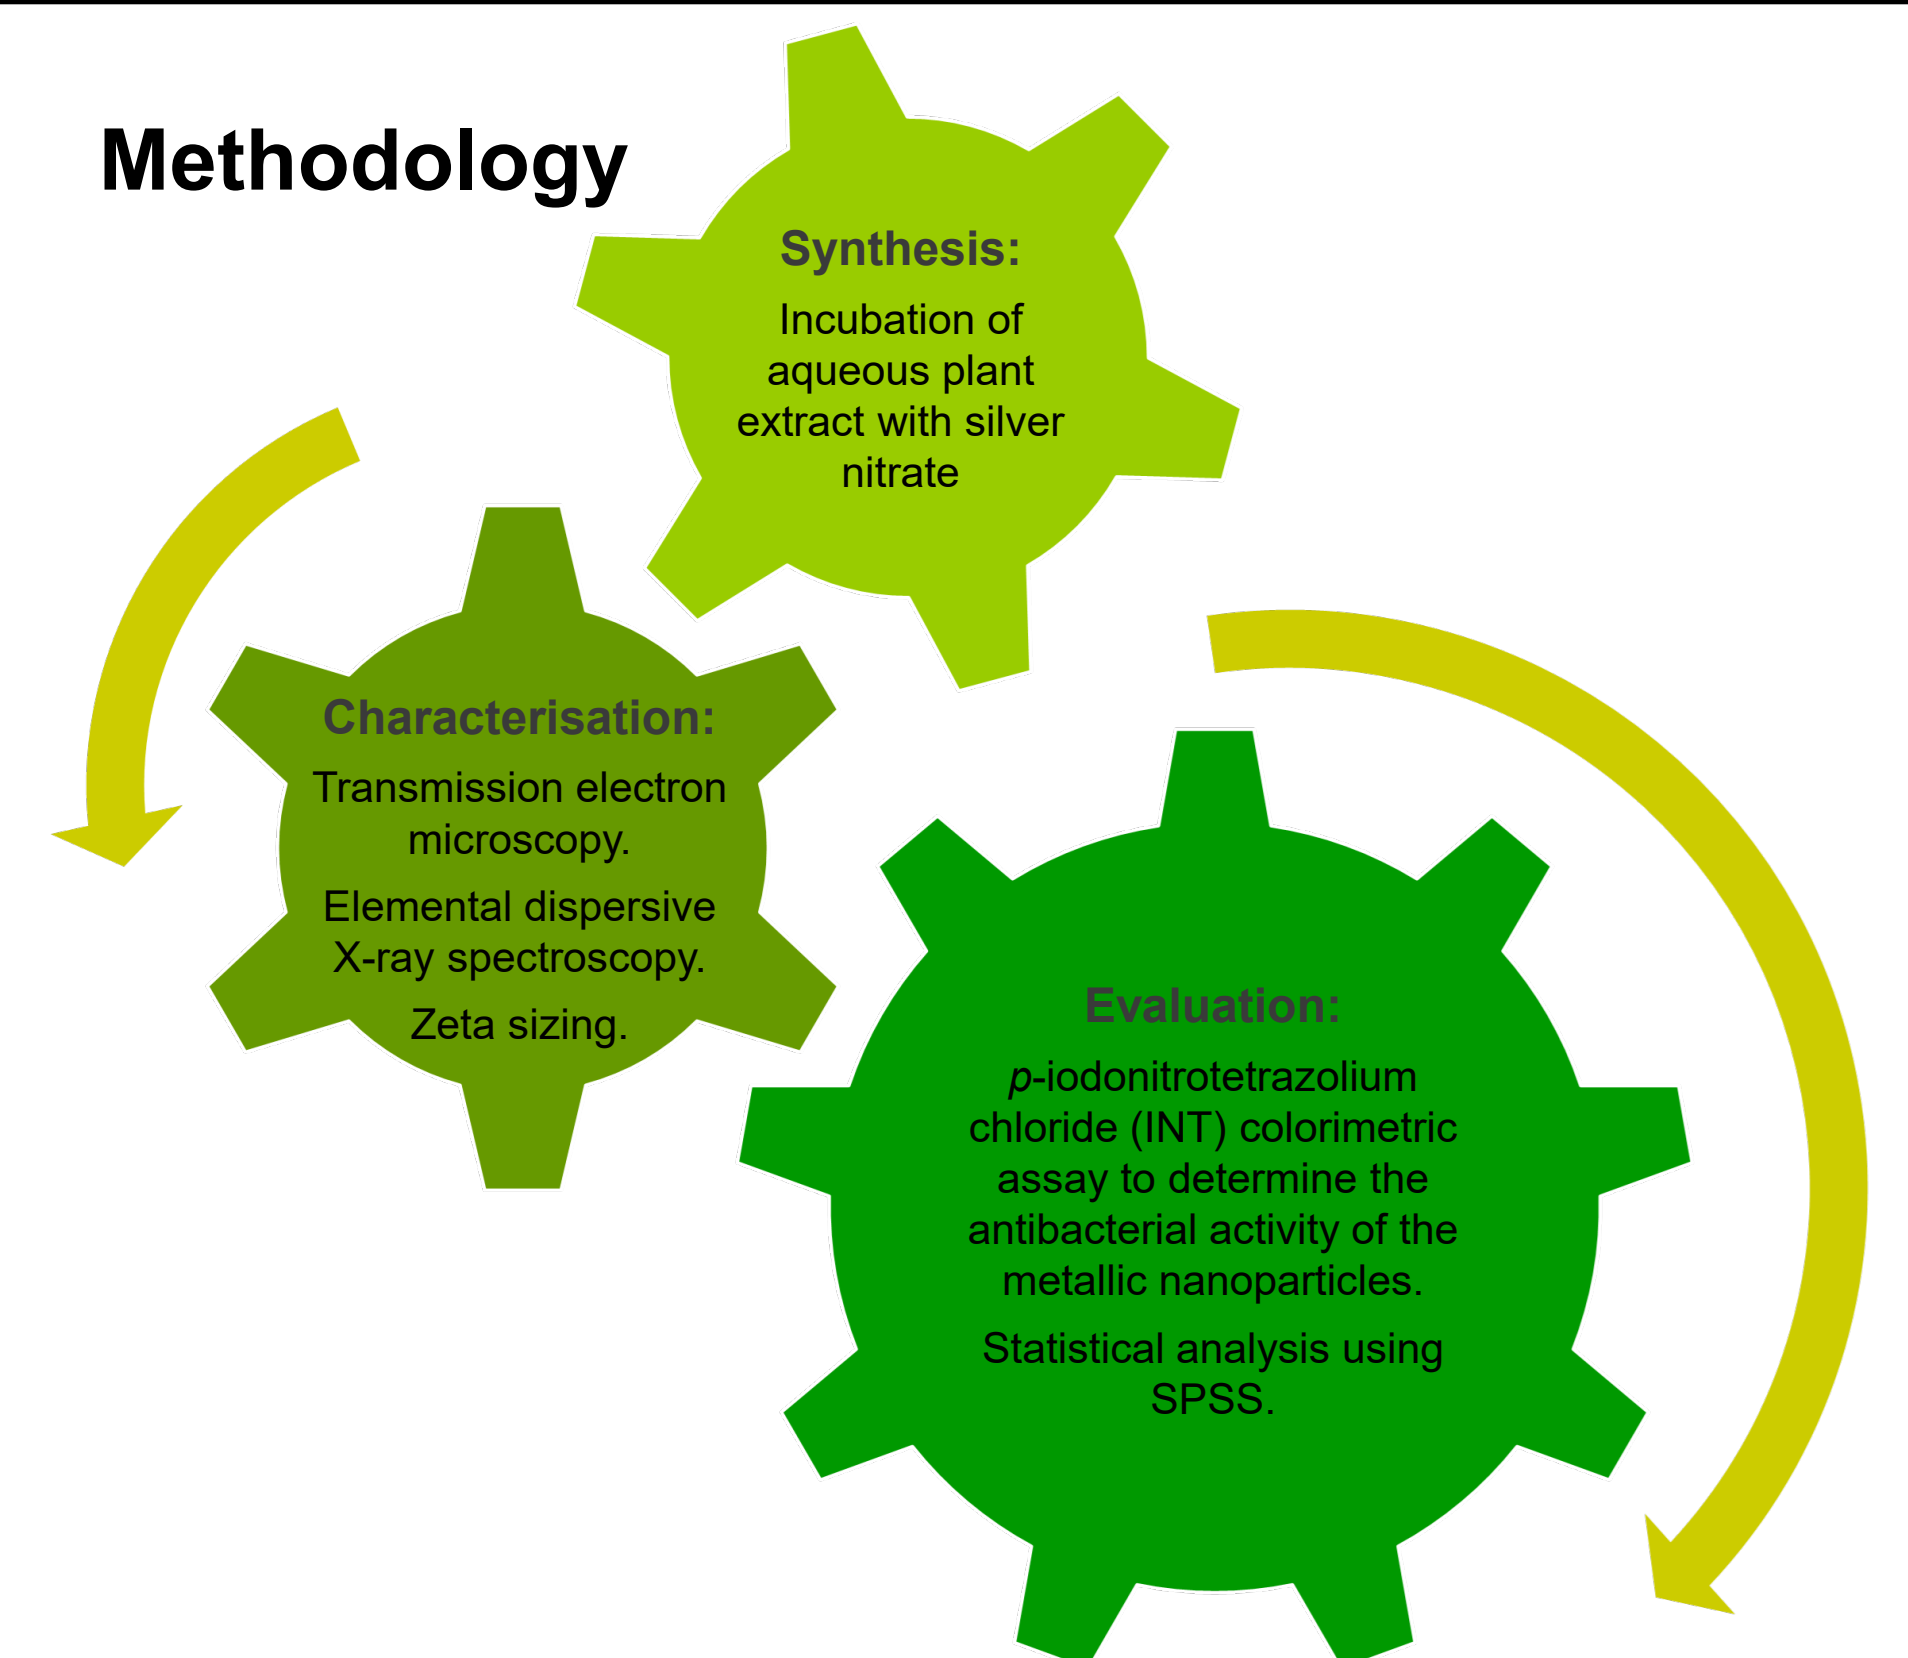 Methodology
Synthesis:
Incubation of
aqueous plant
extract with silver
nitrate
Characterisation:
Transmission electron
microscopy.
Elemental dispersive
X-ray spectroscopy.
Zeta sizing.
Evaluation:
p-iodonitrotetrazolium
chloride (INT) colorimetric
assay to determine the
antibacterial activity of the
metallic nanoparticles.
Statistical analysis using
SPSS.